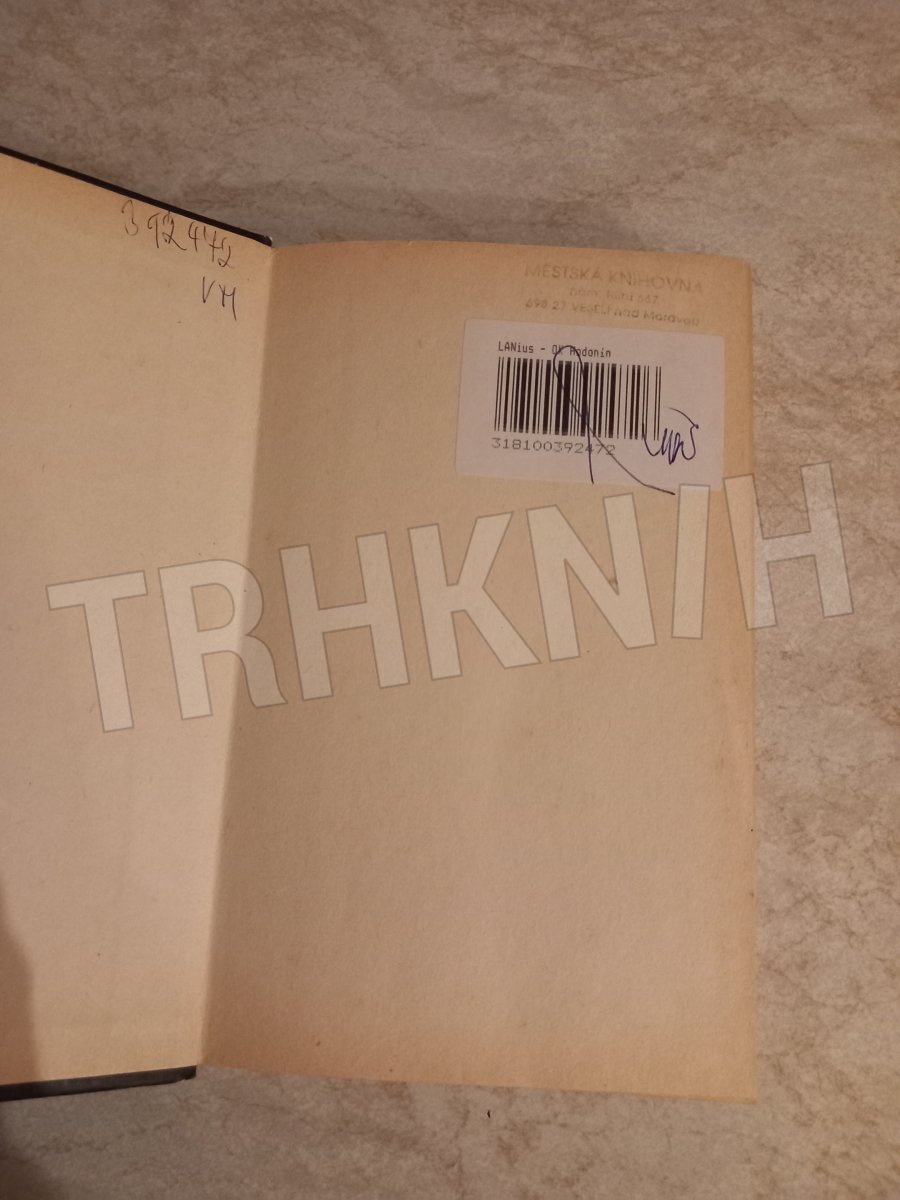 392472
VM
MĚSTSKÁ KNIHOVNA
698 27 Veselí nad Moravou
LANius - OK Hodonín
318100392472
TRHKNIH